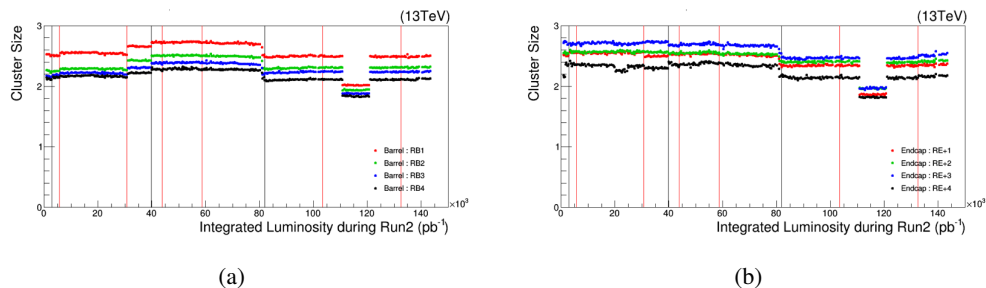 (13TeV)
Cluster Size
3
2
1
0
Barrel : RB1
Barrel : RB2
Barrel : RB3
Barrel : RB4
0 20 40 60 80 100 120 140 ×10³
Integrated Luminosity during Run2 (pb⁻¹)
(a)
(13TeV)
Cluster Size
3
2
1
0
Endcap : RE+1
Endcap : RE+2
Endcap : RE+3
Endcap : RE+4
0 20 40 60 80 100 120 140 ×10³
Integrated Luminosity during Run2 (pb⁻¹)
(b)